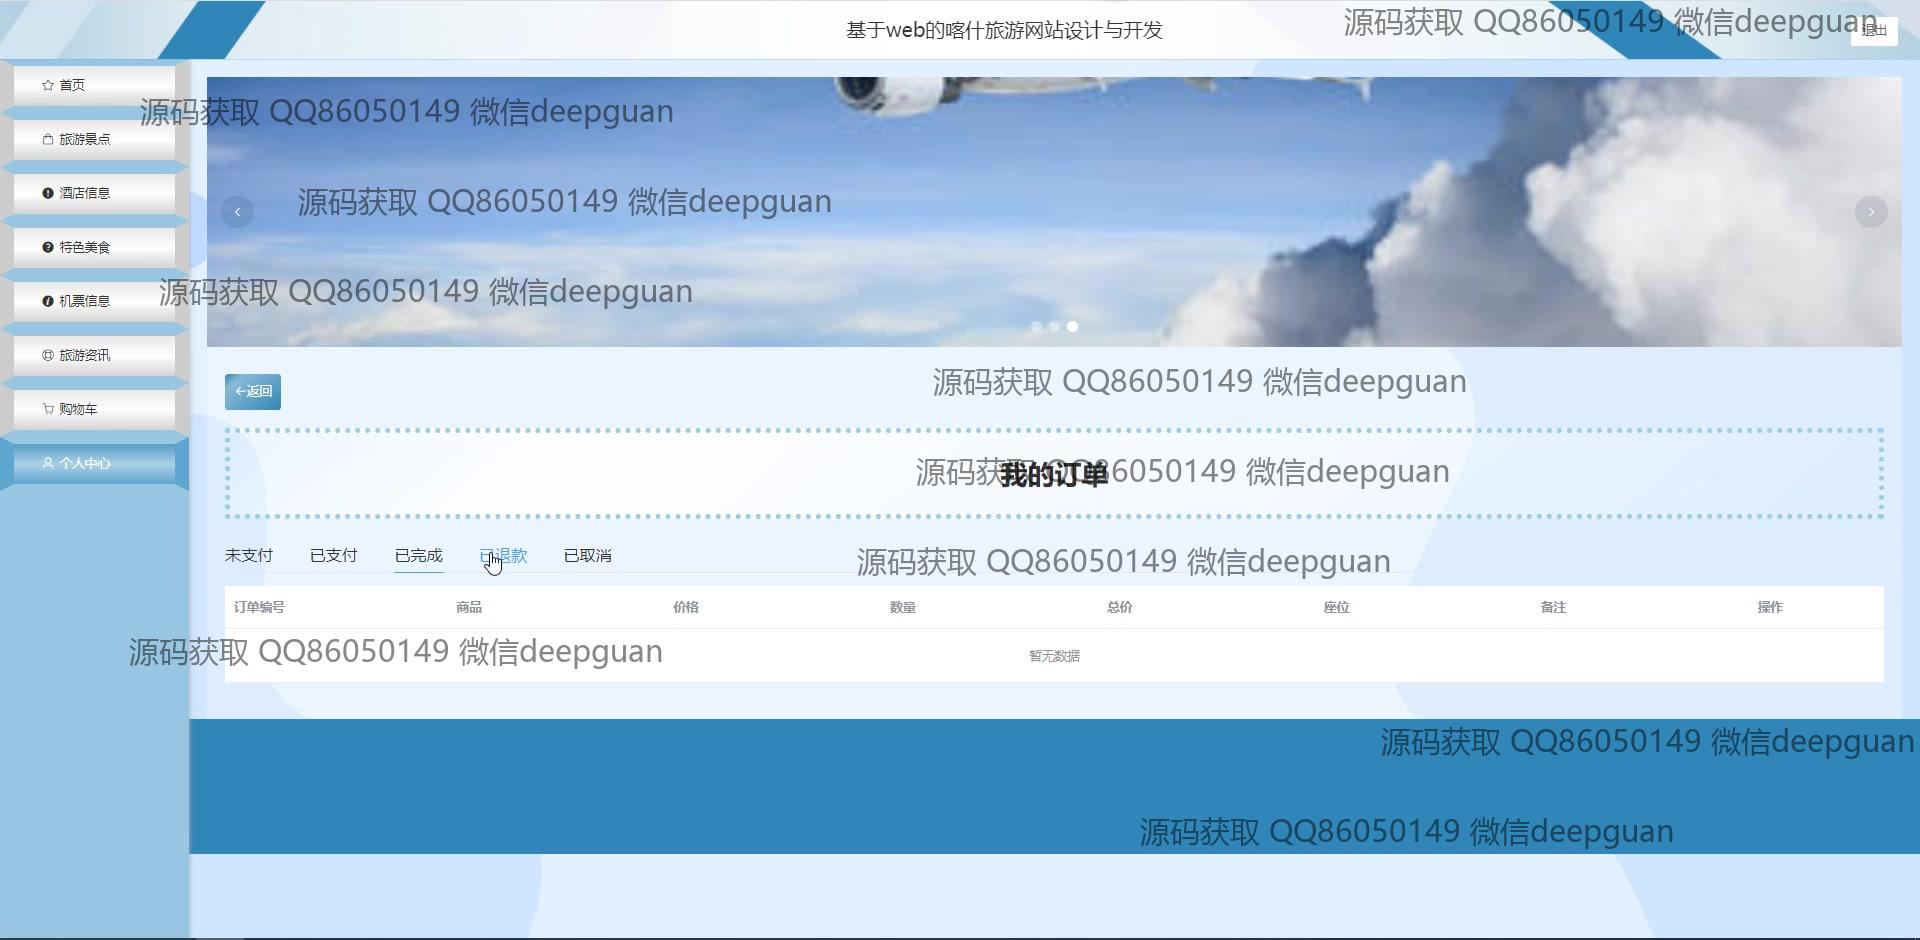 基于web的喀什旅游网站设计与开发
源码获取 QQ86050149 微信deepguan
退出
首页
源码获取 QQ86050149 微信deepguan
旅游景点
酒店信息
源码获取 QQ86050149 微信deepguan
特色美食
机票信息
源码获取 QQ86050149 微信deepguan
旅游资讯
购物车
个人中心
源码获取 QQ86050149 微信deepguan
←返回
源码获取 QQ86050149 微信deepguan
我的订单
未支付 已支付 已完成 已退款 已取消
源码获取 QQ86050149 微信deepguan
订单编号 商品 价格 数量 总价 座位 备注 操作
源码获取 QQ86050149 微信deepguan
暂无数据
源码获取 QQ86050149 微信deepguan
源码获取 QQ86050149 微信deepguan